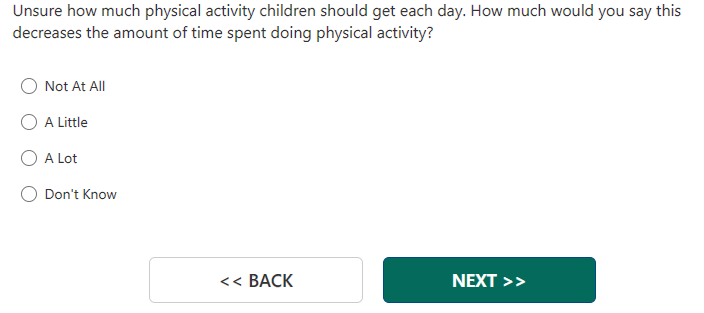 Unsure how much physical activity children should get each day. How much would you say this
decreases the amount of time spent doing physical activity?
Not At All
A Little
A Lot
Don't Know
<< BACK
NEXT >>